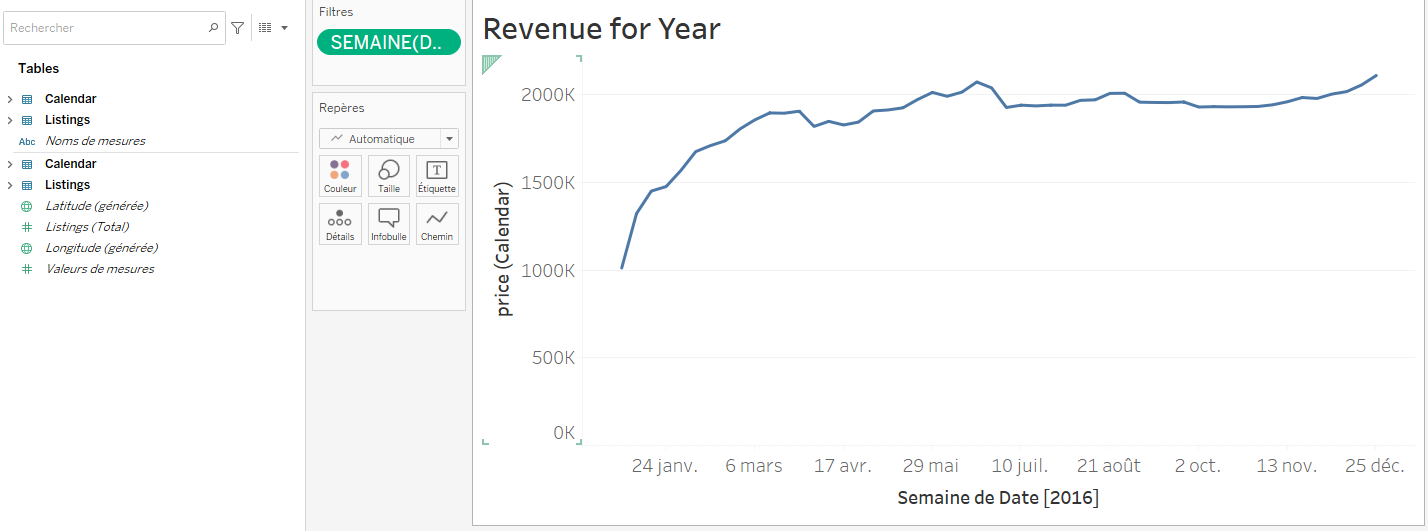 Rechercher
Tables
Calendar
Listings
Abc Noms de mesures
Calendar
Listings
Latitude (générée)
Listings (Total)
Longitude (générée)
Valeurs de mesures
Filtres
SEMAINE(D..
Repères
Automatique
Couleur
Taille
Étiquette
Détails
Infobulle
Chemin
Revenue for Year
price (Calendar)
2000K
1500K
1000K
500K
0K
24 janv. 6 mars 17 avr. 29 mai 10 juil. 21 août 2 oct. 13 nov. 25 déc.
Semaine de Date [2016]